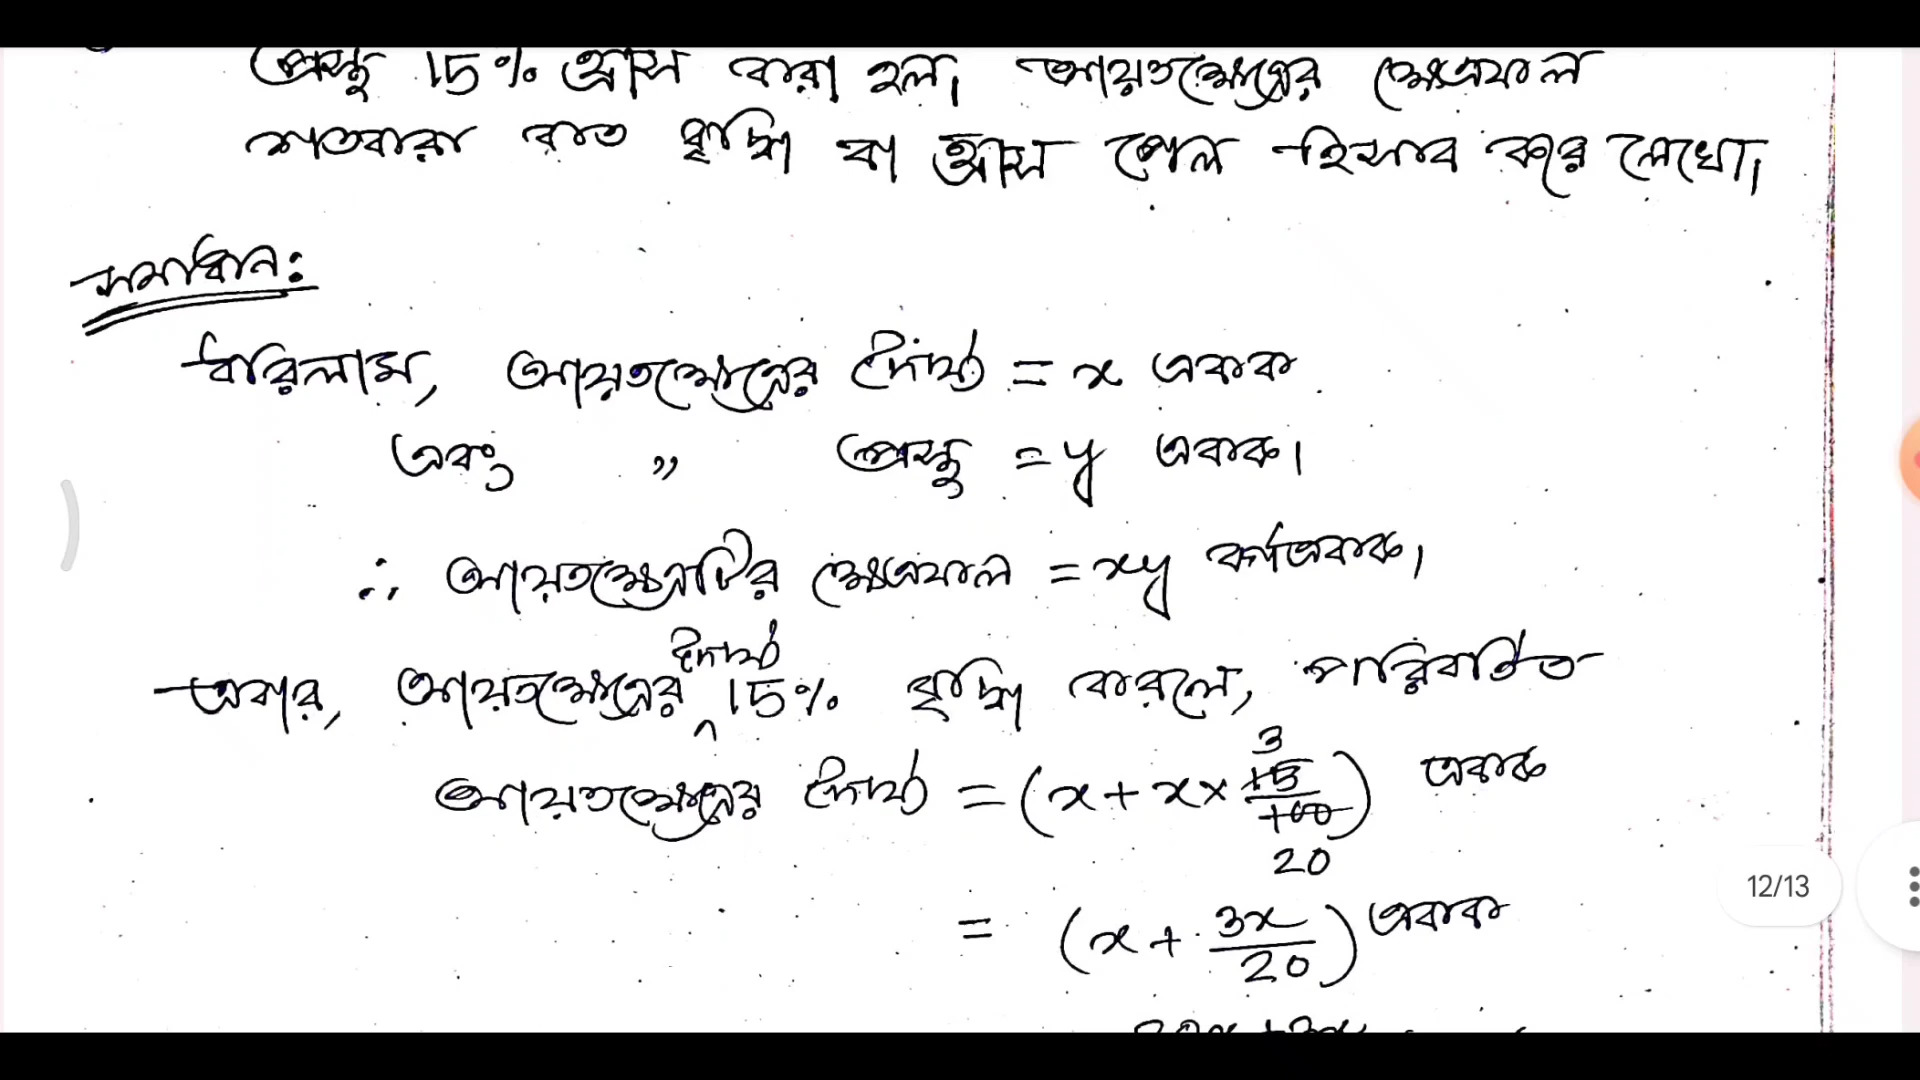 প্রস্থ 15% হ্রাস করা হল। আয়তক্ষেত্রের ক্ষেত্রফল
শতকরা কত বৃদ্ধি বা হ্রাস পেল হিসাব করে লেখো।
সমাধান:
ধরিলাম, আয়তক্ষেত্রের দৈর্ঘ্য = x একক
এবং " প্রস্থ = y একক।
∴ আয়তক্ষেত্রটির ক্ষেত্রফল = xy বর্গএকক।
এবার, আয়তক্ষেত্রের দৈর্ঘ্য 15% বৃদ্ধি করলে, পরিবর্তিত
আয়তক্ষেত্রের দৈর্ঘ্য = (x + x × 15/100) একক
3
20
= (x + 3x/20) একক
12/13